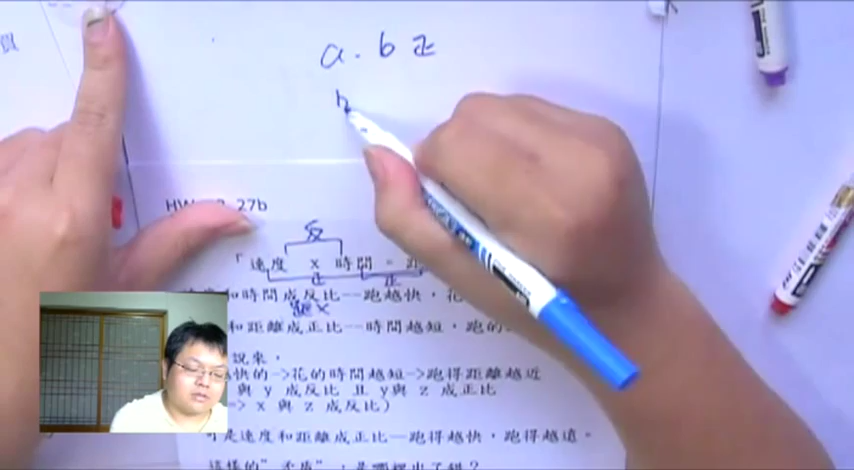 a. b 正
b
HW 27b
反
「速度 x 時間 = 距
正 正
度和時間成反比--跑越快，花
和距離成正比--時間越短，跑的
說來，
快的->花的時間越短->跑得距離越近
與 y 成反比 且 y與 z 成正比
=> x 與 z 成反比)
可是速度和距離成正比--跑得越快，跑得越遠。
這樣的"矛盾"，是哪裡出了錯？